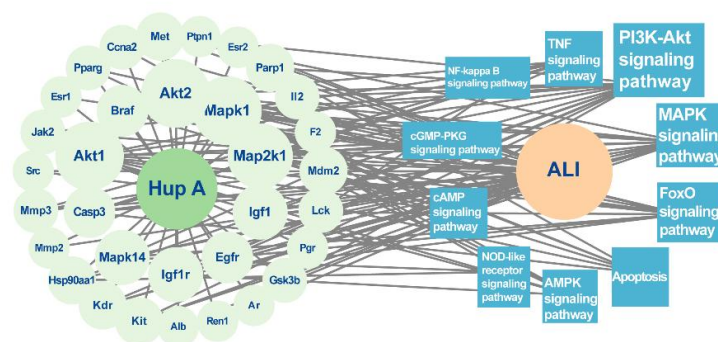 Met
Ptpn1
Ccna2
Esr2
Pparg
Parp1
Akt2
Esr1
Braf
Mapk1
Il2
Jak2
F2
Akt1
Map2k1
Src
Mdm2
Hup A
Mmp3
Casp3
Igf1
Lck
Mmp2
Mapk14
Egfr
Pgr
Hsp90aa1
Igf1r
Gsk3b
Kdr
Ar
Kit
Alb
Ren1
NF-kappa B
signaling pathway
TNF
signaling
pathway
PI3K-Akt
signaling
pathway
cGMP-PKG
signaling pathway
ALI
MAPK
signaling
pathway
cAMP
signaling
pathway
FoxO
signaling
pathway
NOD-like
receptor
signaling pathway
AMPK
signaling
pathway
Apoptosis